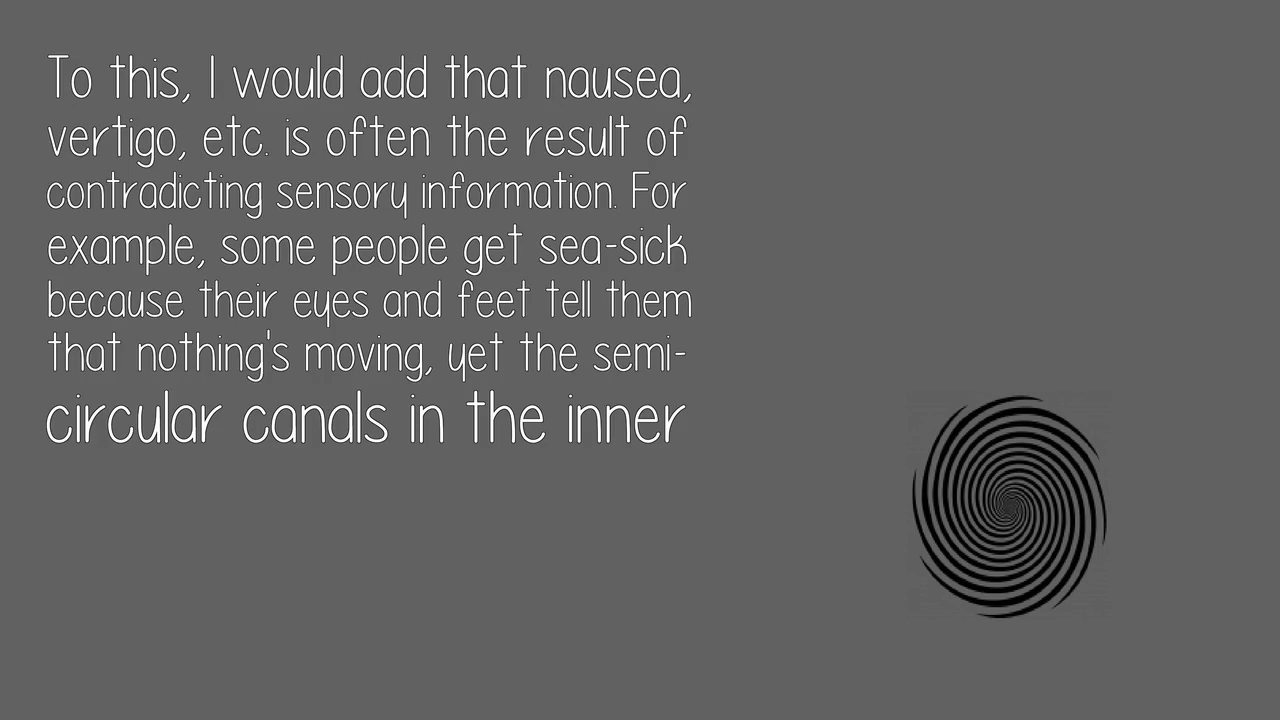 To this, I would add that nausea,
vertigo, etc. is often the result of
contradicting sensory information. For
example, some people get sea-sick
because their eyes and feet tell them
that nothing's moving, yet the semi-
circular canals in the inner